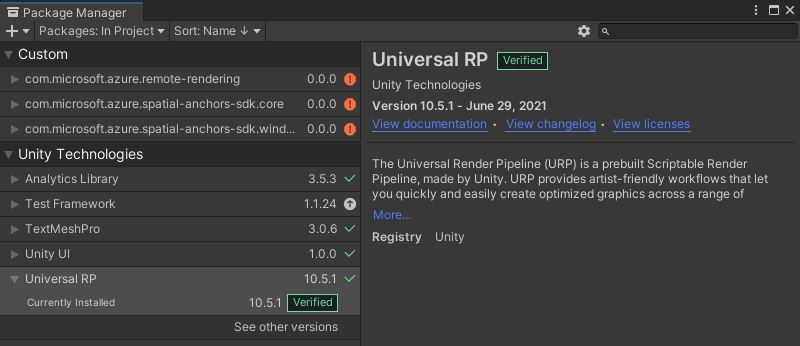 Package Manager
Packages: In Project
Sort: Name ↓
Custom
com.microsoft.azure.remote-rendering 0.0.0
com.microsoft.azure.spatial-anchors-sdk.core 0.0.0
com.microsoft.azure.spatial-anchors-sdk.wind... 0.0.0
Unity Technologies
Analytics Library 3.5.3
Test Framework 1.1.24
TextMeshPro 3.0.6
Unity UI 1.0.0
Universal RP 10.5.1
Currently Installed 10.5.1 Verified
See other versions
Universal RP Verified
Unity Technologies
Version 10.5.1 - June 29, 2021
View documentation • View changelog • View licenses
The Universal Render Pipeline (URP) is a prebuilt Scriptable Render
Pipeline, made by Unity. URP provides artist-friendly workflows that let
you quickly and easily create optimized graphics across a range of
More...
Registry Unity